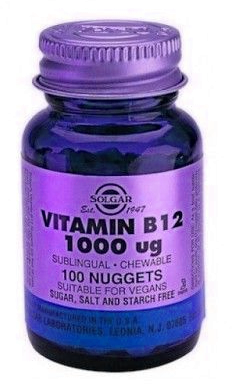 SOLGAR
Est. 1947
VITAMIN B12
1000 ug
SUBLINGUAL • CHEWABLE
100 NUGGETS
SUITABLE FOR VEGANS
SUGAR, SALT AND STARCH FREE
MANUFACTURED IN THE U.S.A.
LABORATORIES, LEONIA, N.J. 07605